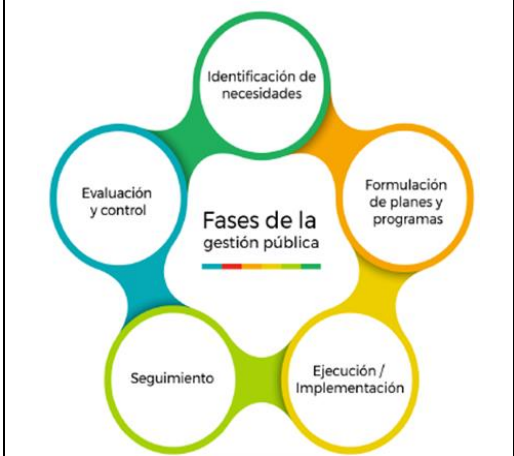 Identificación de
necesidades
Formulación
de planes y
programas
Ejecución /
Implementación
Seguimiento
Evaluación
y control
Fases de la
gestión pública